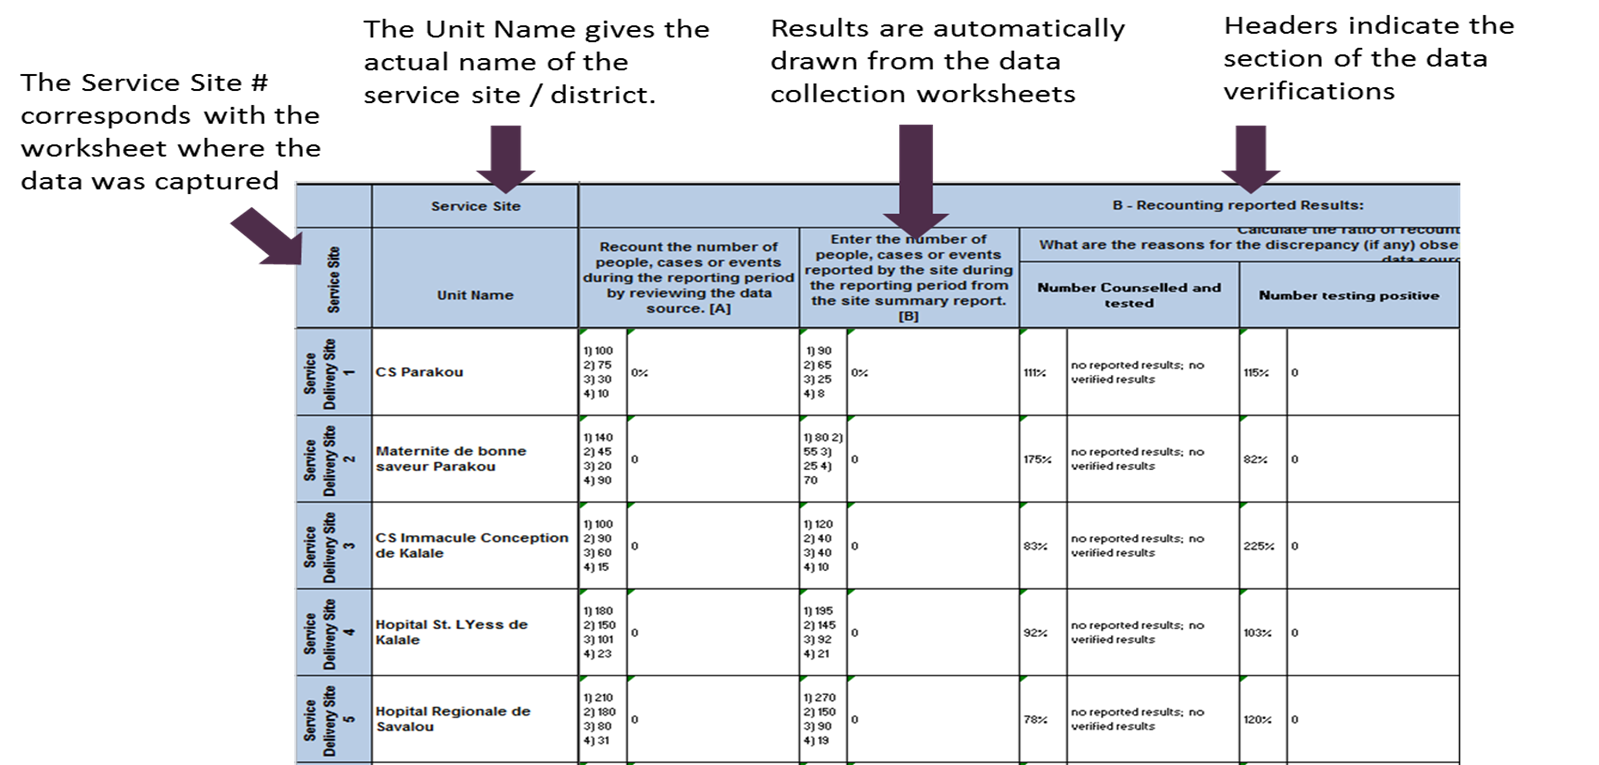 The Service Site #
corresponds with the
worksheet where the
data was captured
The Unit Name gives the
actual name of the
service site / district.
Results are automatically
drawn from the data
collection worksheets
Headers indicate the
section of the data
verifications
Service Site
B - Recounting reported Results:
Service Site
Unit Name
Recount the number of
people, cases or events
during the reporting period
by reviewing the data
source. [A]
Enter the number of
people, cases or events
reported by the site during
the reporting period from
the site summary report.
[B]
Calculate the ratio of recount
What are the reasons for the discrepancy (if any) obse
data sourc
Number Counselled and
tested
Number testing positive
Service
Delivery Site
1
CS Parakou
1) 100
2) 75
3) 30
4) 10
0%
1) 90
2) 65
3) 25
4) 8
0%
111%
no reported results; no
verified results
115%
0
Service
Delivery Site
2
Maternite de bonne
saveur Parakou
1) 140
2) 45
3) 20
4) 90
0
1) 80 2)
55 3)
25 4)
70
0
175%
no reported results; no
verified results
82%
0
Service
Delivery Site
3
CS Immacule Conception
de Kalale
1) 100
2) 90
3) 60
4) 15
0
1) 120
2) 40
3) 40
4) 10
0
83%
no reported results; no
verified results
225%
0
Service
Delivery Site
4
Hopital St. LYess de
Kalale
1) 180
2) 150
3) 101
4) 23
0
1) 195
2) 145
3) 92
4) 21
0
92%
no reported results; no
verified results
103%
0
Service
Delivery Site
5
Hopital Regionale de
Savalou
1) 210
2) 180
3) 80
4) 31
0
1) 270
2) 150
3) 90
4) 19
0
78%
no reported results; no
verified results
120%
0